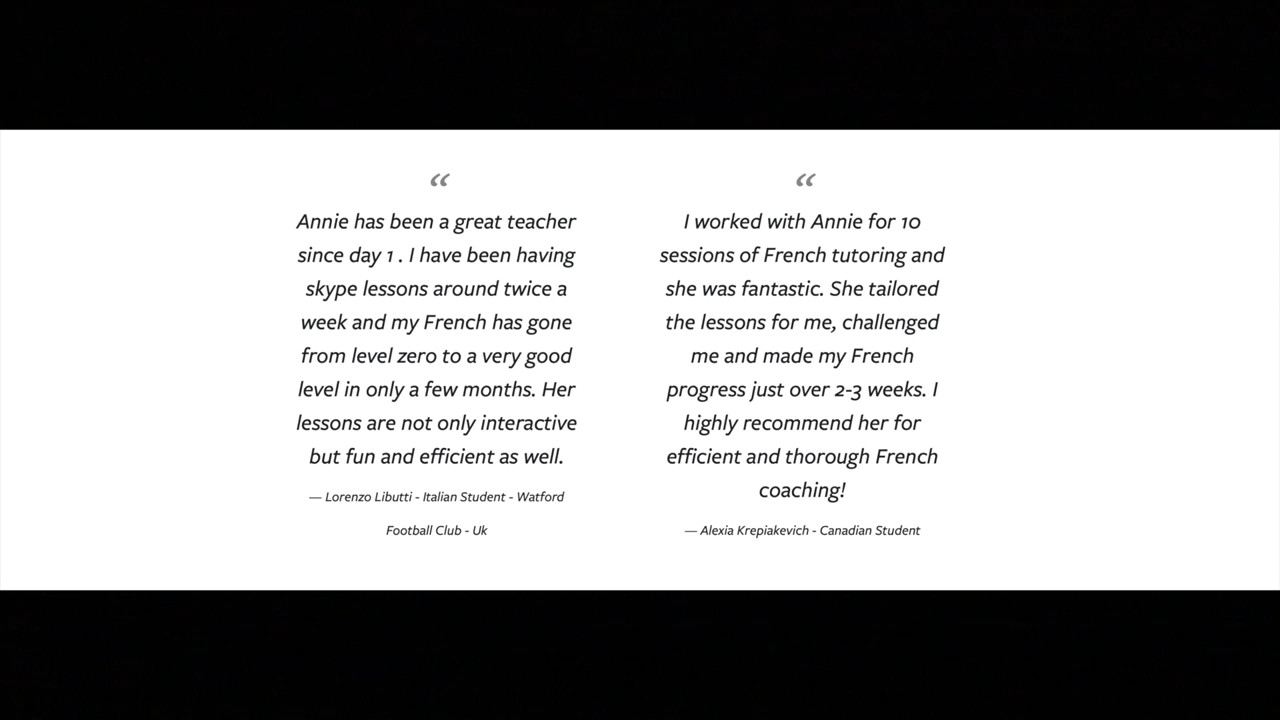 “
Annie has been a great teacher
since day 1 . I have been having
skype lessons around twice a
week and my French has gone
from level zero to a very good
level in only a few months. Her
lessons are not only interactive
but fun and efficient as well.
— Lorenzo Libutti - Italian Student - Watford
Football Club - Uk
“
I worked with Annie for 10
sessions of French tutoring and
she was fantastic. She tailored
the lessons for me, challenged
me and made my French
progress just over 2-3 weeks. I
highly recommend her for
efficient and thorough French
coaching!
— Alexia Krepiakevich - Canadian Student